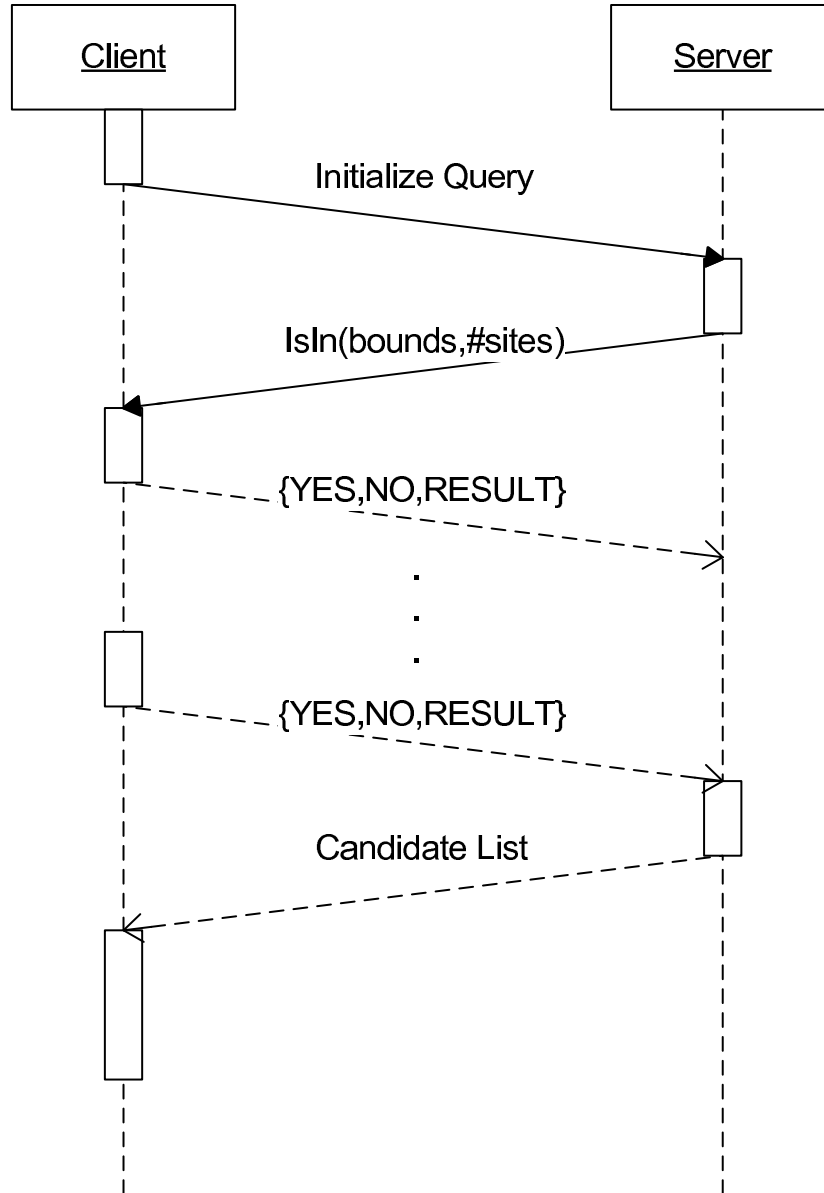 Client
Server
Initialize Query
IsIn(bounds,#sites)
{YES,NO,RESULT}
.
.
.
{YES,NO,RESULT}
Candidate List